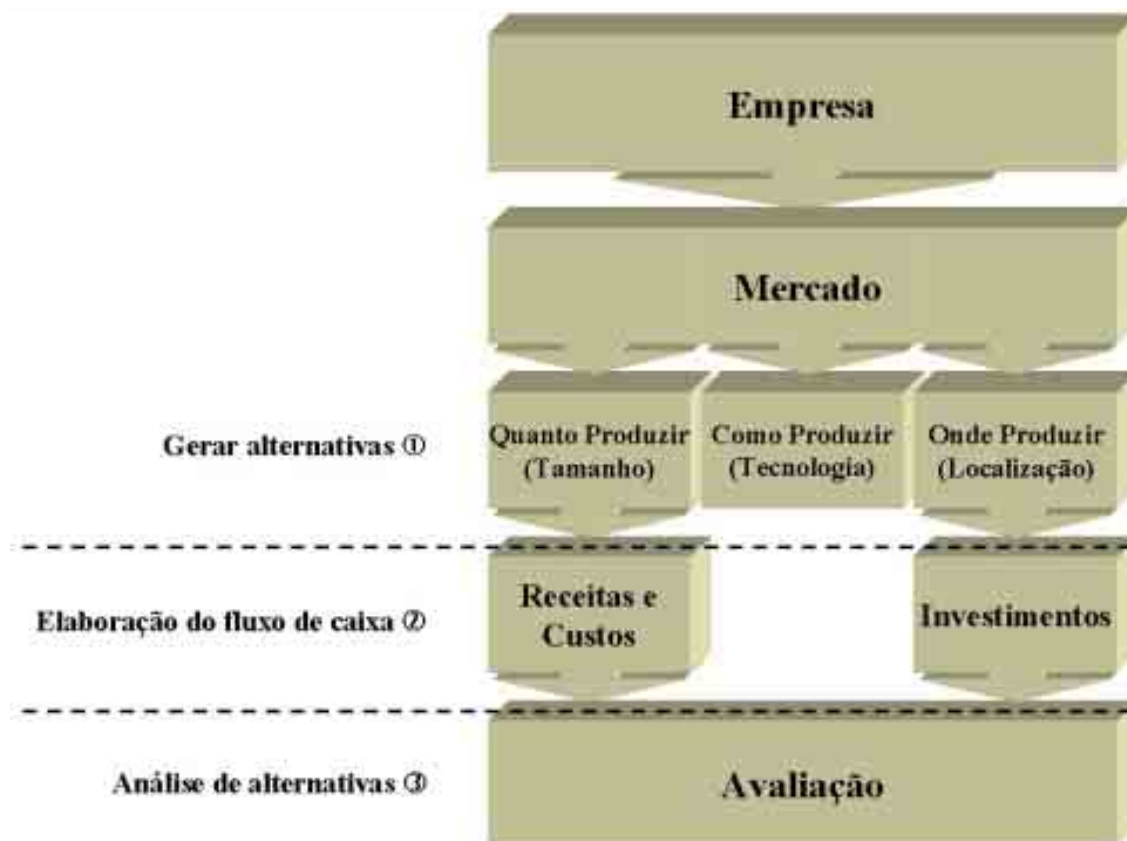 Empresa
Mercado
Gerar alternativas ①
Quanto Produzir
(Tamanho)
Como Produzir
(Tecnologia)
Onde Produzir
(Localização)
Elaboração do fluxo de caixa ②
Receitas e
Custos
Investimentos
Análise de alternativas ③
Avaliação